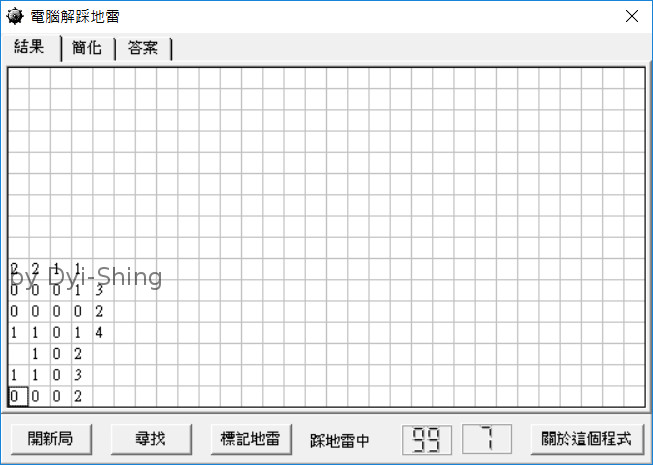 電腦解踩地雷
結果 簡化 答案
2 2 1 1
by Dyi-Shing
0 0 0 1 3
0 0 0 0 2
1 1 0 1 4
1 0 2
1 1 0 3
0 0 0 2
開新局 尋找 標記地雷 踩地雷中 99 7 關於這個程式